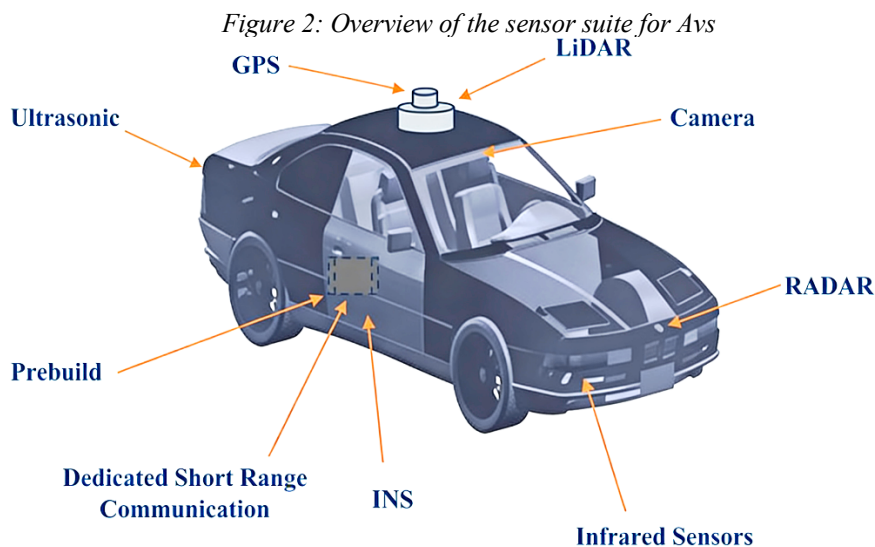 Figure 2: Overview of the sensor suite for Avs
LiDAR
GPS
Ultrasonic
Camera
RADAR
Prebuild
Dedicated Short Range
Communication
INS
Infrared Sensors